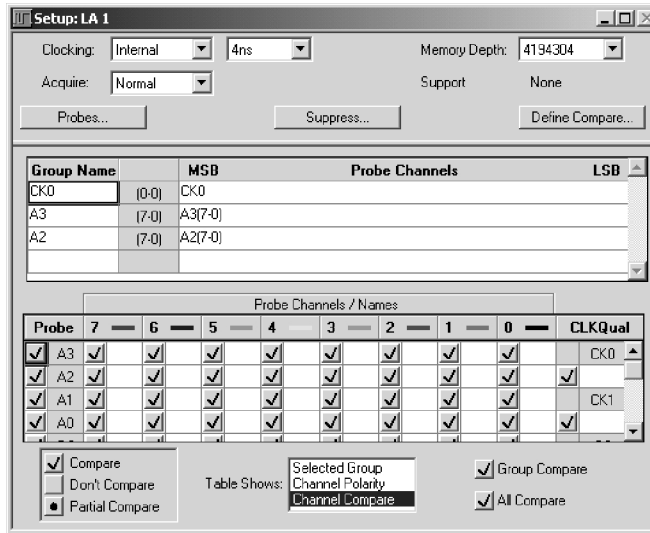 Setup: LA 1
Clocking: Internal 4ns Memory Depth: 4194304
Acquire: Normal Support None
Probes... Suppress... Define Compare...
Group Name MSB Probe Channels LSB
CK0 (0-0) CK0
A3 (7-0) A3(7-0)
A2 (7-0) A2(7-0)
Probe Channels / Names
Probe 7 6 5 4 3 2 1 0 CLKQual
A3 CK0
A2
A1 CK1
A0
Compare
Don't Compare
Partial Compare
Table Shows:
Selected Group
Channel Polarity
Channel Compare
Group Compare
All Compare